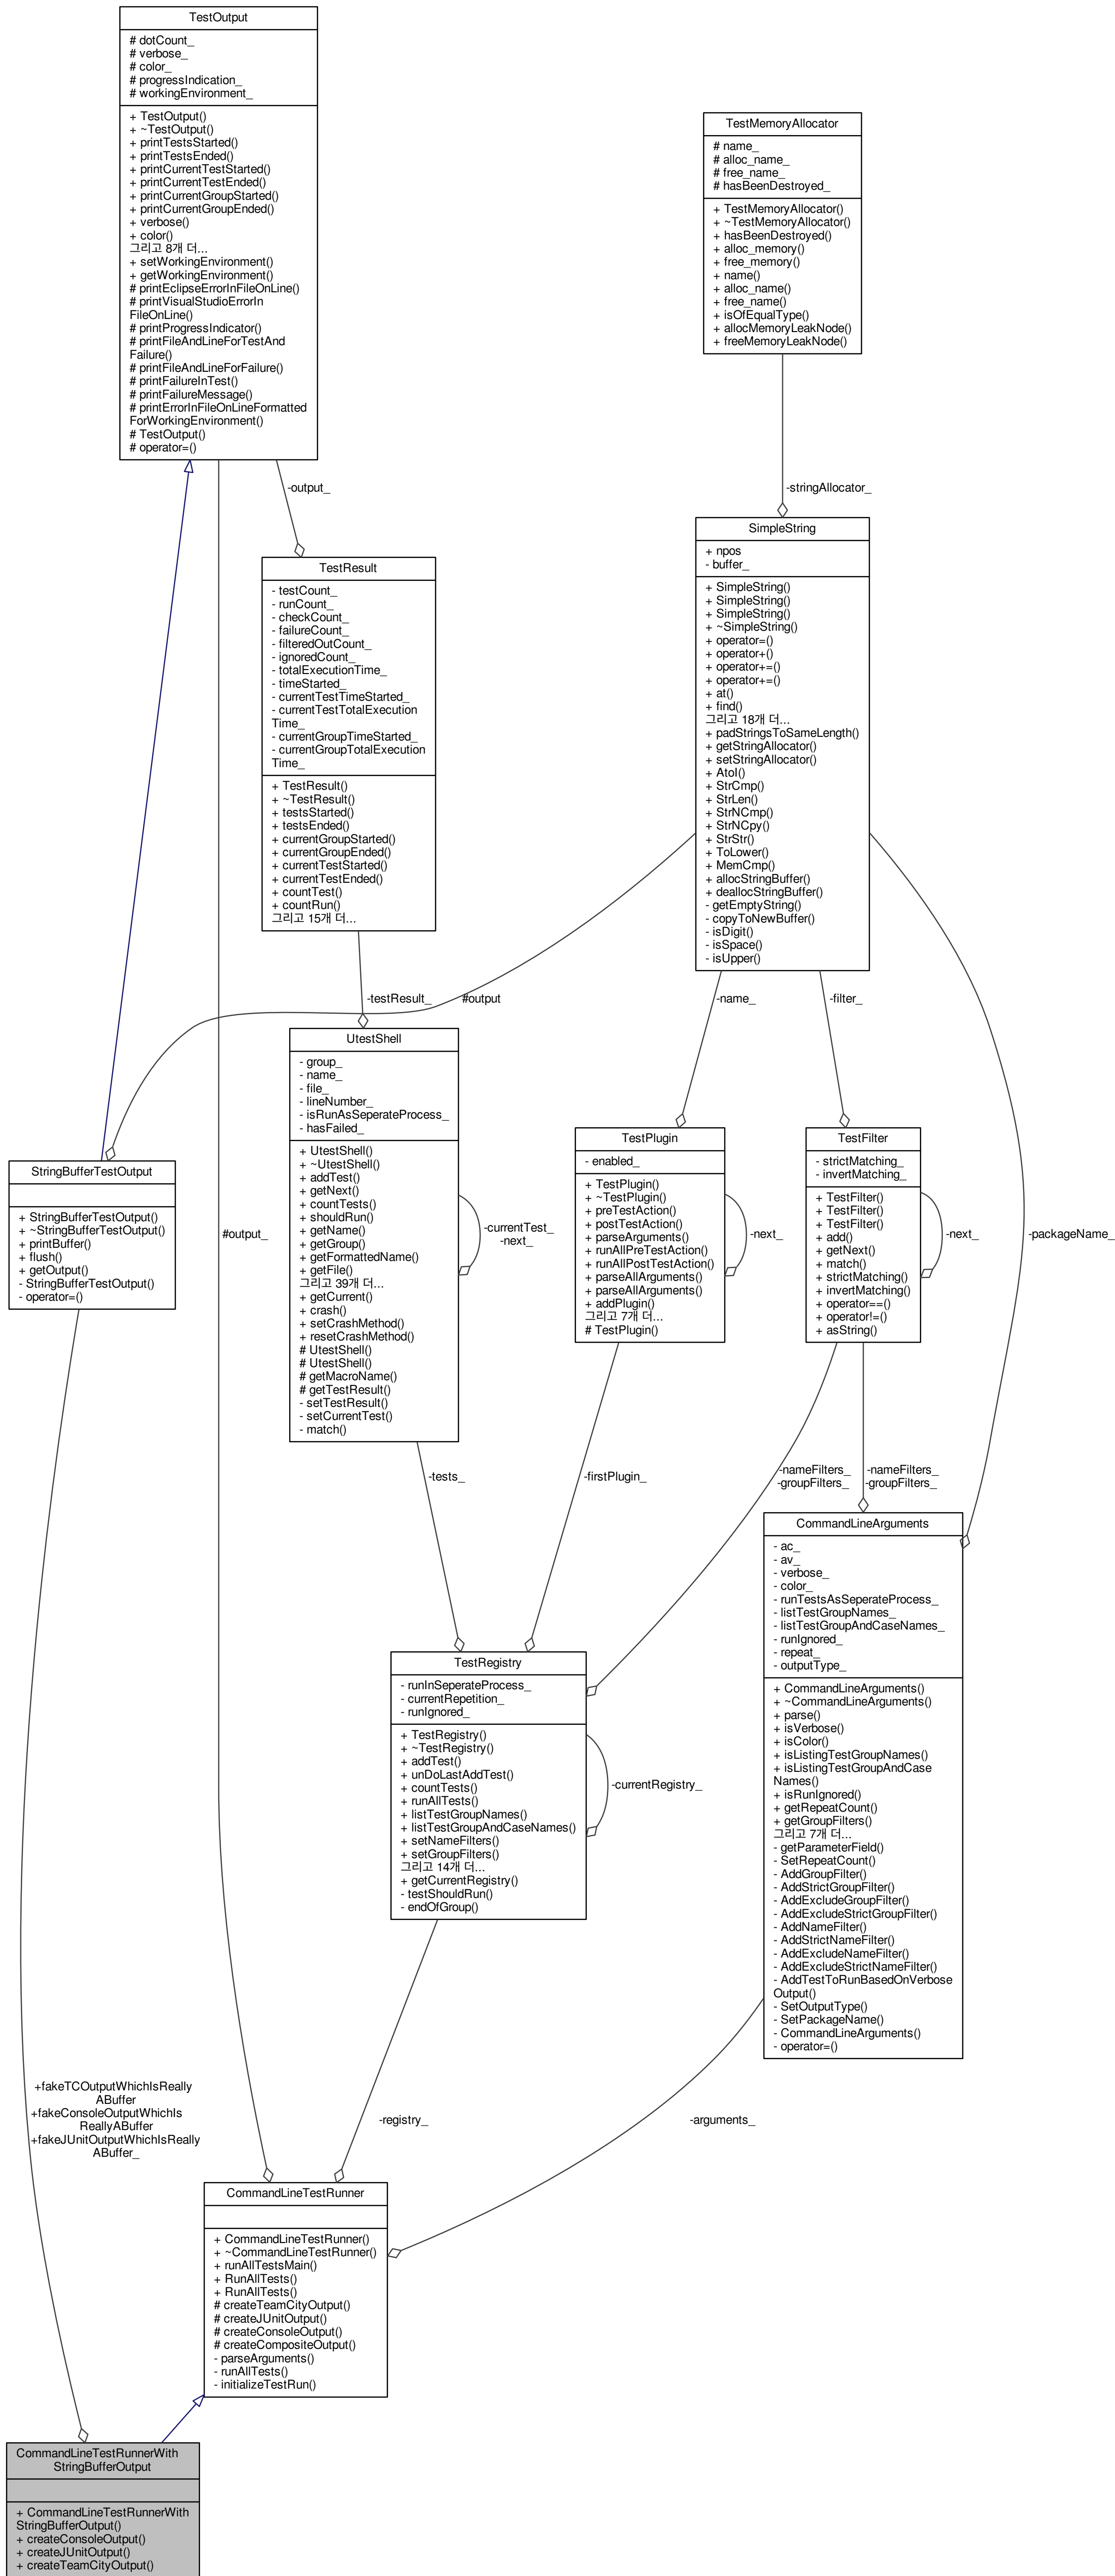 TestOutput
# dotCount_
# verbose_
# color_
# progressIndication_
# workingEnvironment_
+ TestOutput()
+ ~TestOutput()
+ printTestsStarted()
+ printTestsEnded()
+ printCurrentTestStarted()
+ printCurrentTestEnded()
+ printCurrentGroupStarted()
+ printCurrentGroupEnded()
+ verbose()
+ color()
그리고 8개 더...
+ setWorkingEnvironment()
+ getWorkingEnvironment()
# printEclipseErrorInFileOnLine()
# printVisualStudioErrorIn
FileOnLine()
# printProgressIndicator()
# printFileAndLineForTestAnd
Failure()
# printFileAndLineForFailure()
# printFailureInTest()
# printFailureMessage()
# printErrorInFileOnLineFormatted
ForWorkingEnvironment()
# TestOutput()
# operator=()
TestMemoryAllocator
# name_
# alloc_name_
# free_name_
# hasBeenDestroyed_
+ TestMemoryAllocator()
+ ~TestMemoryAllocator()
+ hasBeenDestroyed()
+ alloc_memory()
+ free_memory()
+ name()
+ alloc_name()
+ free_name()
+ isOfEqualType()
+ allocMemoryLeakNode()
+ freeMemoryLeakNode()
-output_
-stringAllocator_
TestResult
- testCount_
- runCount_
- checkCount_
- failureCount_
- filteredOutCount_
- ignoredCount_
- totalExecutionTime_
- timeStarted_
- currentTestTimeStarted_
- currentTestTotalExecution
Time_
- currentGroupTimeStarted_
- currentGroupTotalExecution
Time_
+ TestResult()
+ ~TestResult()
+ testsStarted()
+ testsEnded()
+ currentGroupStarted()
+ currentGroupEnded()
+ currentTestStarted()
+ currentTestEnded()
+ countTest()
+ countRun()
그리고 15개 더...
SimpleString
+ npos
- buffer_
+ SimpleString()
+ SimpleString()
+ SimpleString()
+ ~SimpleString()
+ operator=()
+ operator+()
+ operator+=()
+ operator+=()
+ at()
+ find()
그리고 18개 더...
+ padStringsToSameLength()
+ getStringAllocator()
+ setStringAllocator()
+ AtoI()
+ StrCmp()
+ StrLen()
+ StrNCmp()
+ StrNCpy()
+ StrStr()
+ ToLower()
+ MemCmp()
+ allocStringBuffer()
+ deallocStringBuffer()
- getEmptyString()
- copyToNewBuffer()
- isDigit()
- isSpace()
- isUpper()
-testResult_
#output
-name_
-filter_
UtestShell
- group_
- name_
- file_
- lineNumber_
- isRunAsSeperateProcess_
- hasFailed_
+ UtestShell()
+ ~UtestShell()
+ addTest()
+ getNext()
+ countTests()
+ shouldRun()
+ getName()
+ getGroup()
+ getFormattedName()
+ getFile()
그리고 39개 더...
+ getCurrent()
+ crash()
+ setCrashMethod()
+ resetCrashMethod()
# UtestShell()
# UtestShell()
# getMacroName()
# getTestResult()
- setTestResult()
- setCurrentTest()
- match()
-currentTest_
-next_
TestPlugin
- enabled_
+ TestPlugin()
+ ~TestPlugin()
+ preTestAction()
+ postTestAction()
+ parseArguments()
+ runAllPreTestAction()
+ runAllPostTestAction()
+ parseAllArguments()
+ parseAllArguments()
+ addPlugin()
그리고 7개 더...
# TestPlugin()
-next_
TestFilter
- strictMatching_
- invertMatching_
+ TestFilter()
+ TestFilter()
+ TestFilter()
+ add()
+ getNext()
+ match()
+ strictMatching()
+ invertMatching()
+ operator==()
+ operator!=()
+ asString()
-next_
-packageName_
StringBufferTestOutput
+ StringBufferTestOutput()
+ ~StringBufferTestOutput()
+ printBuffer()
+ flush()
+ getOutput()
- StringBufferTestOutput()
- operator=()
#output_
-tests_
-firstPlugin_
-nameFilters_
-groupFilters_
-nameFilters_
-groupFilters_
CommandLineArguments
- ac_
- av_
- verbose_
- color_
- runTestsAsSeperateProcess_
- listTestGroupNames_
- listTestGroupAndCaseNames_
- runIgnored_
- repeat_
- outputType_
+ CommandLineArguments()
+ ~CommandLineArguments()
+ parse()
+ isVerbose()
+ isColor()
+ isListingTestGroupNames()
+ isListingTestGroupAndCase
Names()
+ isRunIgnored()
+ getRepeatCount()
+ getGroupFilters()
그리고 7개 더...
- getParameterField()
- SetRepeatCount()
- AddGroupFilter()
- AddStrictGroupFilter()
- AddExcludeGroupFilter()
- AddExcludeStrictGroupFilter()
- AddNameFilter()
- AddStrictNameFilter()
- AddExcludeNameFilter()
- AddExcludeStrictNameFilter()
- AddTestToRunBasedOnVerbose
Output()
- SetOutputType()
- SetPackageName()
- CommandLineArguments()
- operator=()
TestRegistry
- runInSeperateProcess_
- currentRepetition_
- runIgnored_
+ TestRegistry()
+ ~TestRegistry()
+ addTest()
+ unDoLastAddTest()
+ countTests()
+ runAllTests()
+ listTestGroupNames()
+ listTestGroupAndCaseNames()
+ setNameFilters()
+ setGroupFilters()
그리고 14개 더...
+ getCurrentRegistry()
- testShouldRun()
- endOfGroup()
-currentRegistry_
+fakeTCOutputWhichIsReally
ABuffer
+fakeConsoleOutputWhichIs
ReallyABuffer
+fakeJUnitOutputWhichIsReally
ABuffer_
-registry_
-arguments_
CommandLineTestRunner
+ CommandLineTestRunner()
+ ~CommandLineTestRunner()
+ runAllTestsMain()
+ RunAllTests()
+ RunAllTests()
# createTeamCityOutput()
# createJUnitOutput()
# createConsoleOutput()
# createCompositeOutput()
- parseArguments()
- runAllTests()
- initializeTestRun()
CommandLineTestRunnerWith
StringBufferOutput
+ CommandLineTestRunnerWith
StringBufferOutput()
+ createConsoleOutput()
+ createJUnitOutput()
+ createTeamCityOutput()